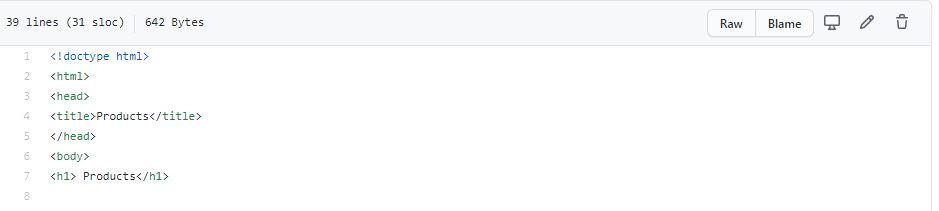 39 lines (31 sloc) 642 Bytes Raw Blame
1 <!doctype html>
2 <html>
3 <head>
4 <title>Products</title>
5 </head>
6 <body>
7 <h1> Products</h1>
8